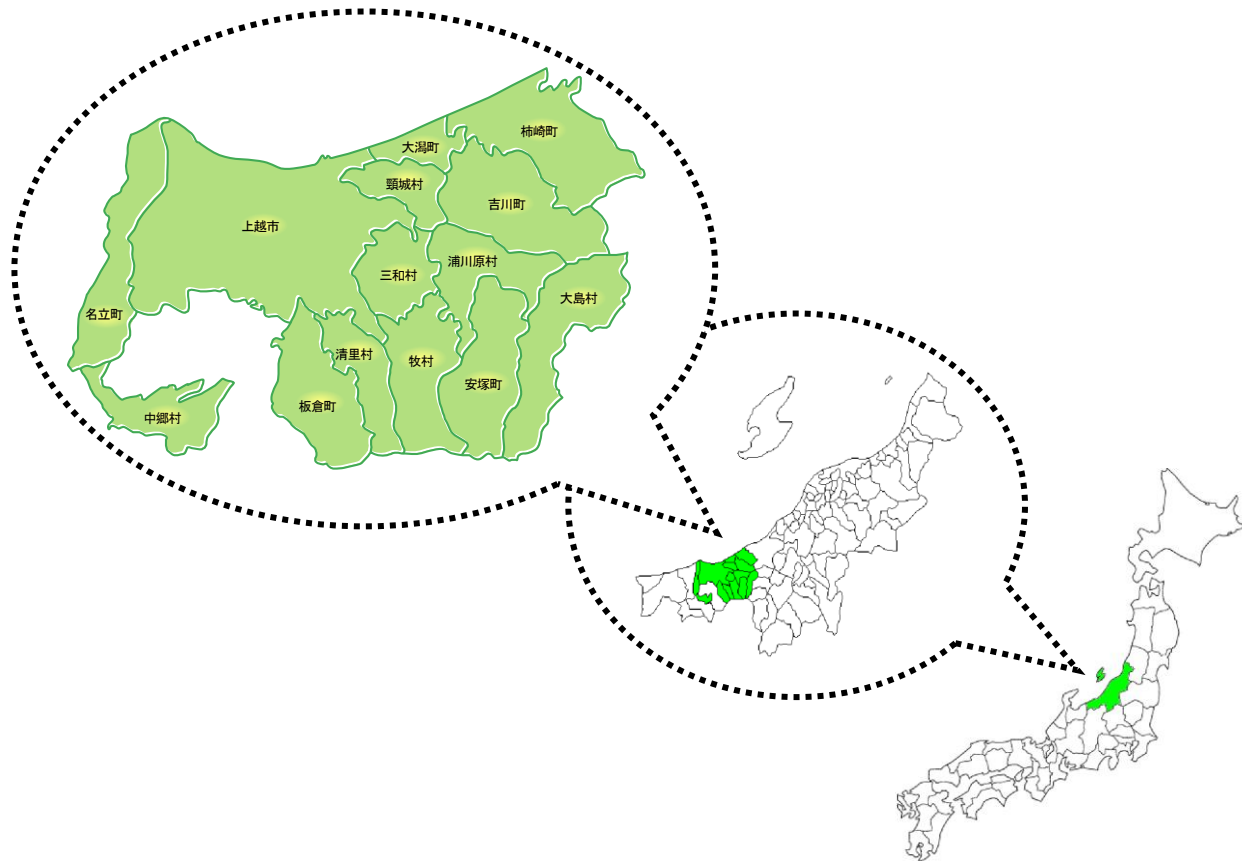 柿崎町
大潟町
頸城村
吉川町
上越市
浦川原村
三和村
大島村
名立町
清里村
牧村
安塚町
板倉町
中郷村